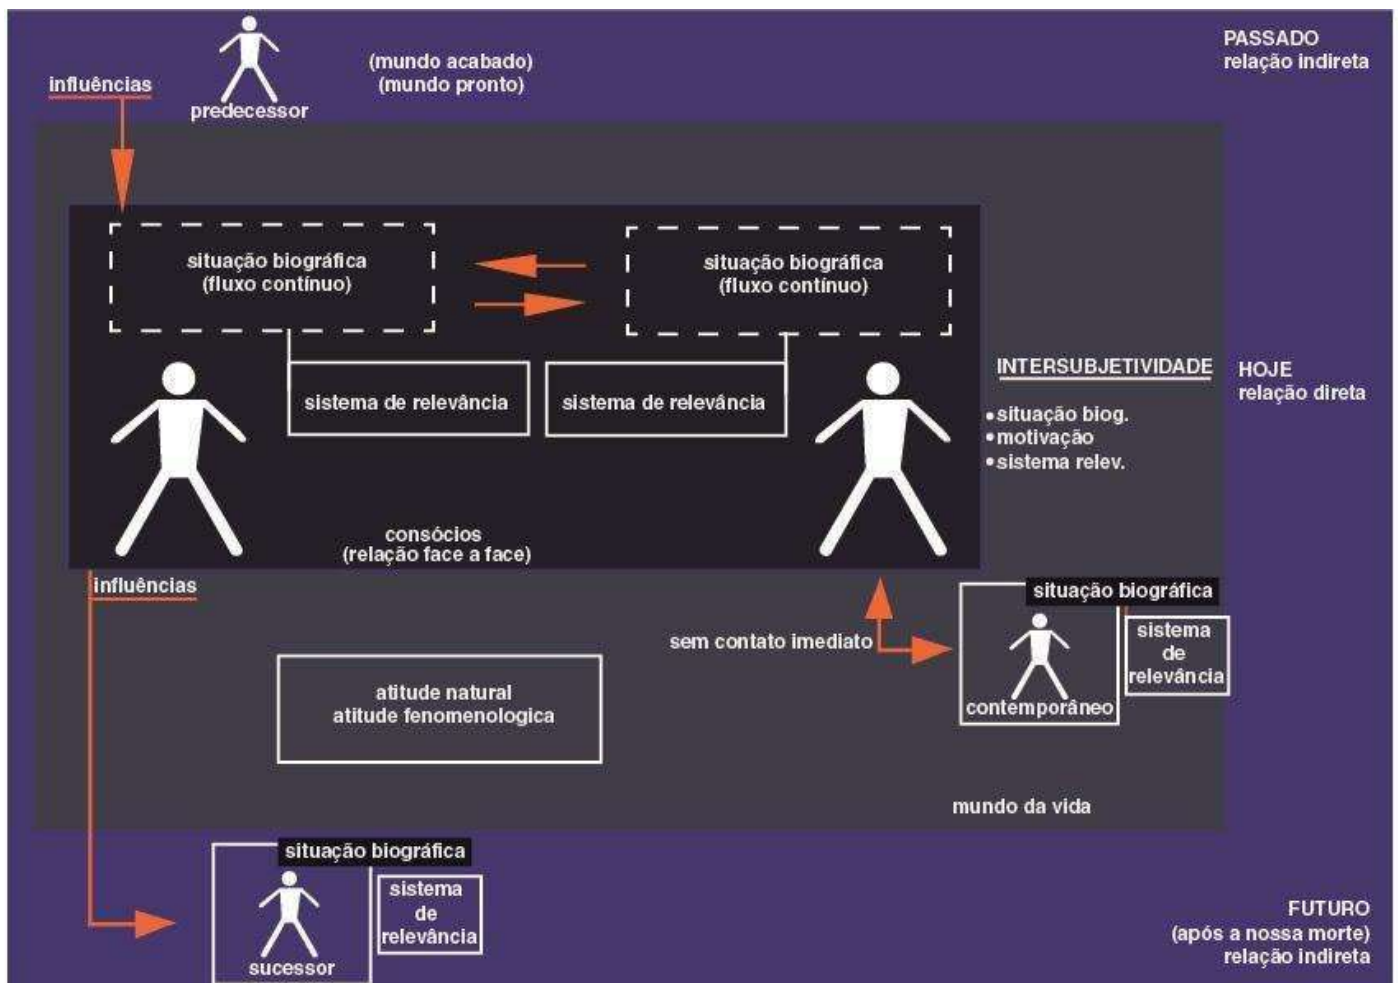 PASSADO
relação indireta
(mundo acabado)
(mundo pronto)
influências
predecessor
situação biográfica
(fluxo contínuo)
situação biográfica
(fluxo contínuo)
sistema de relevância
sistema de relevância
INTERSUBJETIVIDADE
•situação biog.
•motivação
•sistema relev.
HOJE
relação direta
consócios
(relação face a face)
influências
sem contato imediato
situação biográfica
sistema
de
relevância
contemporâneo
atitude natural
atitude fenomenologica
mundo da vida
situação biográfica
sistema
de
relevância
sucessor
FUTURO
(após a nossa morte)
relação indireta